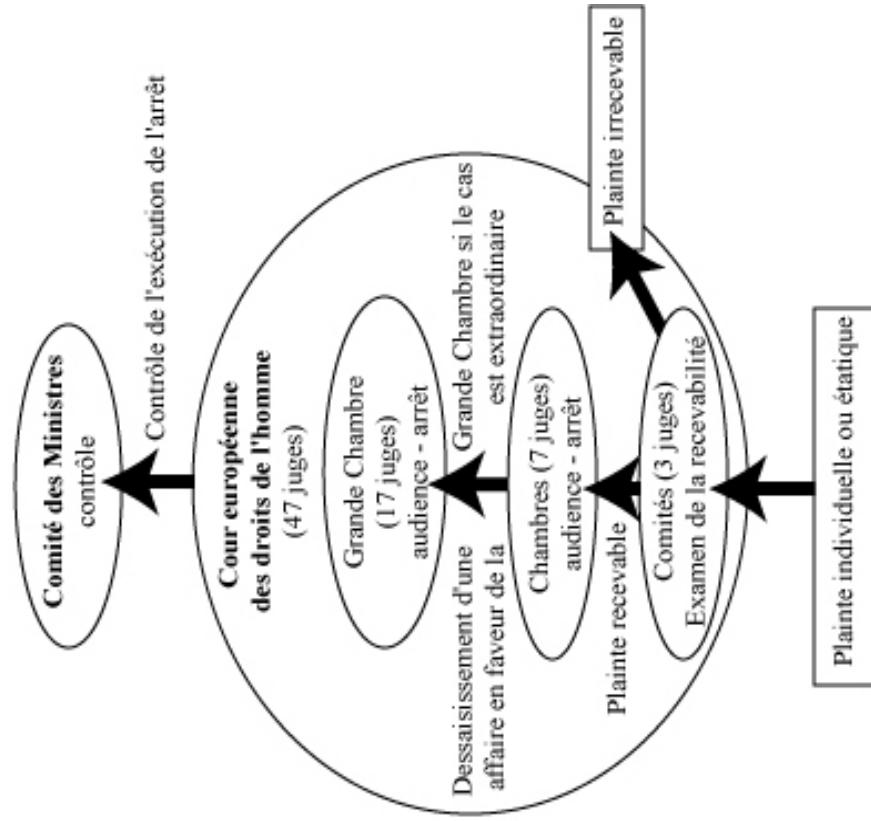 Comité des Ministres
contrôle
Contrôle de l'exécution de l'arrêt
Cour européenne
des droits de l'homme
(47 juges)
Grande Chambre
(17 juges)
audience - arrêt
Dessaisissement d'une
affaire en faveur de la
Grande Chambre si le cas
est extraordinaire
Chambres (7 juges)
audience - arrêt
Plainte recevable
Plainte irrecevable
Comités (3 juges)
Examen de la recevabilité
Plainte individuelle ou étatique